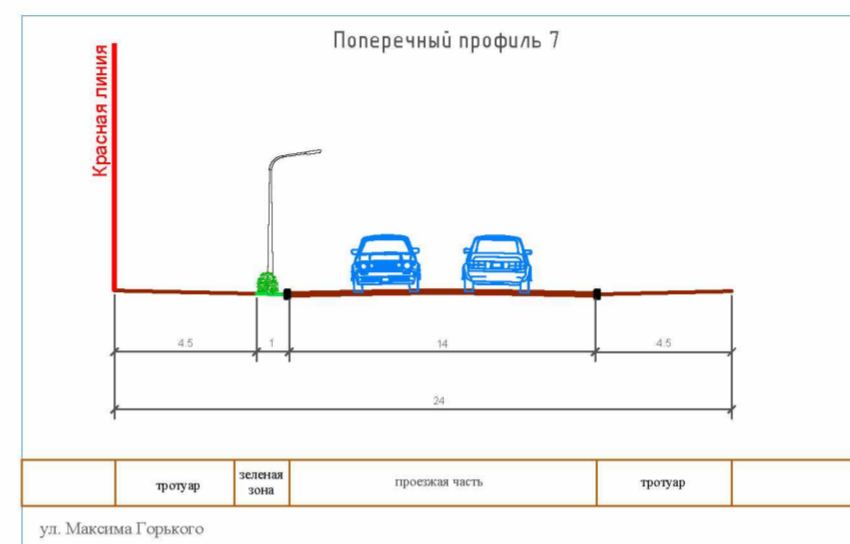 Поперечный профиль 7
Красная линия
4.5
1
14
4.5
24
тротуар
зеленая
зона
проезжая часть
тротуар
ул. Максима Горького